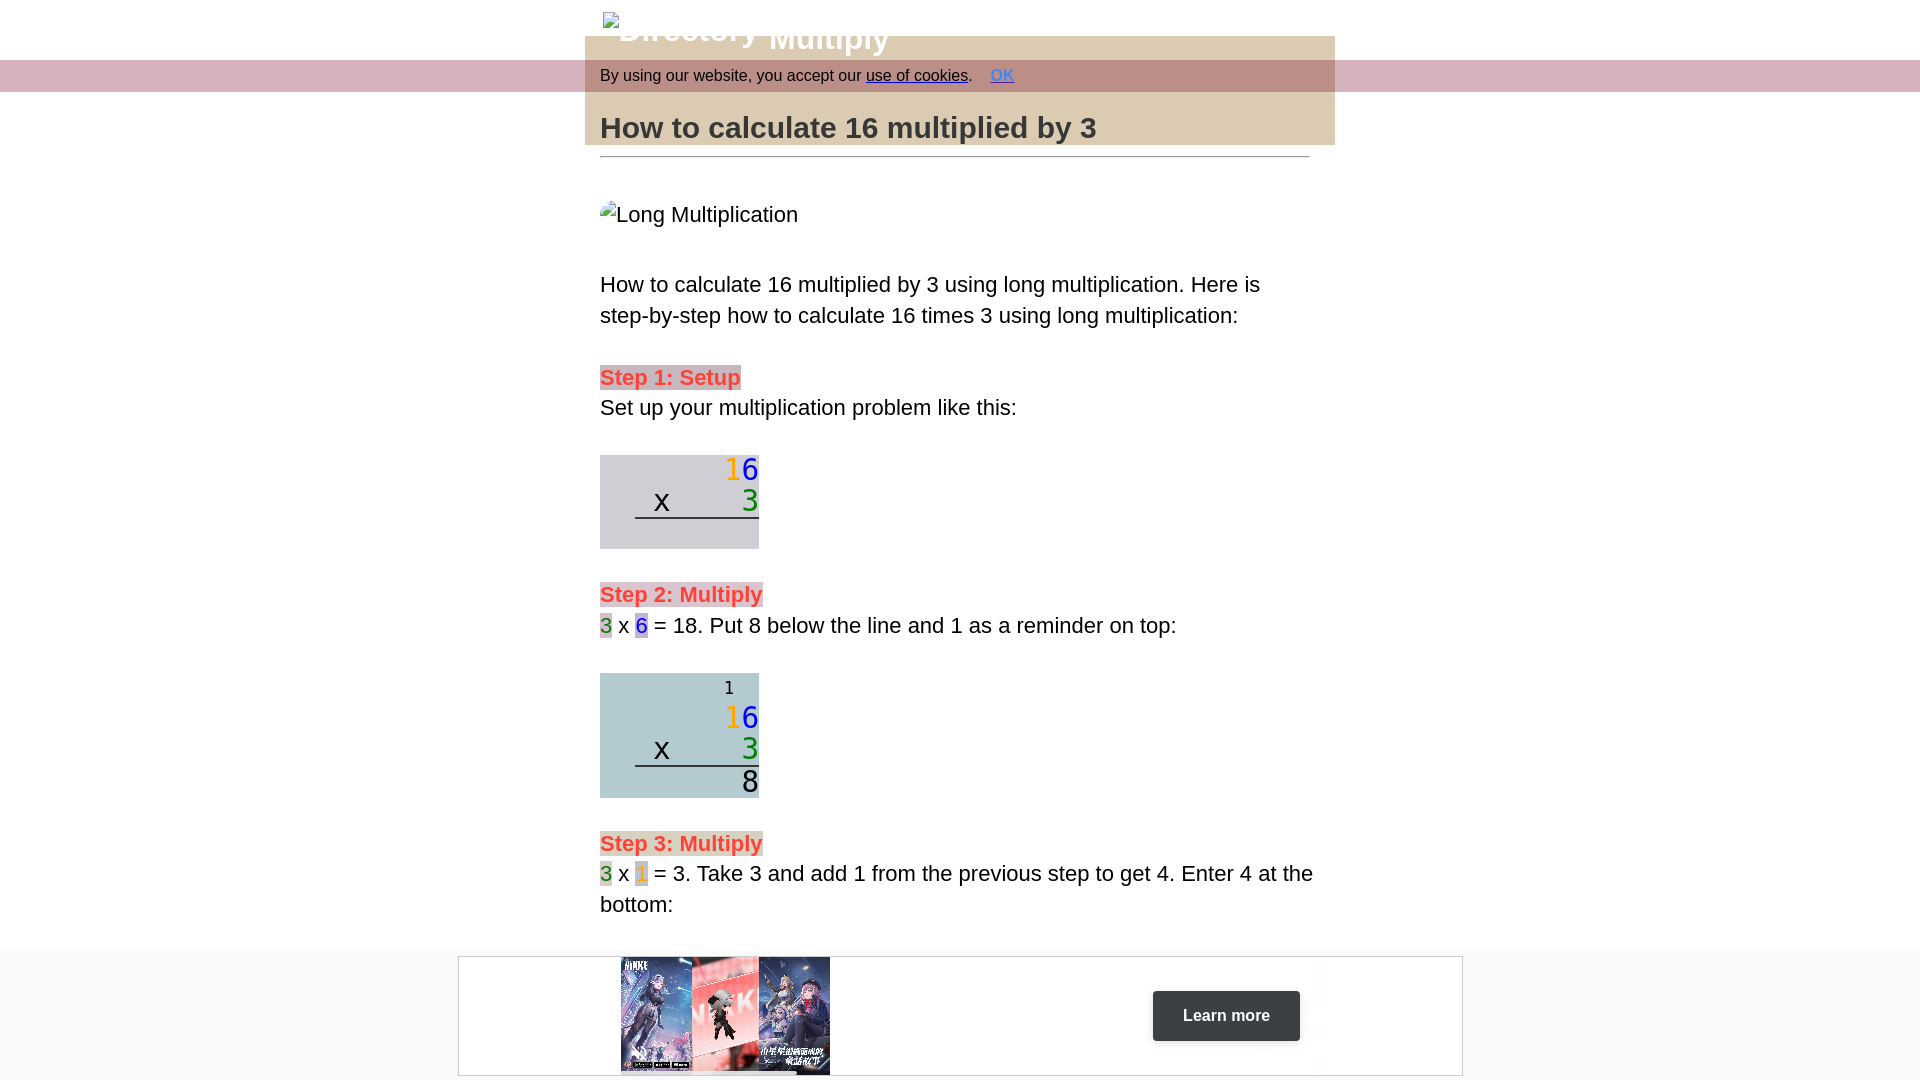 Directory Multiply
By using our website, you accept our use of cookies. OK
How to calculate 16 multiplied by 3
Long Multiplication
How to calculate 16 multiplied by 3 using long multiplication. Here is
step-by-step how to calculate 16 times 3 using long multiplication:
Step 1: Setup
Set up your multiplication problem like this:
16
x 3
Step 2: Multiply
3 x 6 = 18. Put 8 below the line and 1 as a reminder on top:
1
16
x 3
8
Step 3: Multiply
3 x 1 = 3. Take 3 and add 1 from the previous step to get 4. Enter 4 at the
bottom:
NIKKE
Learn more